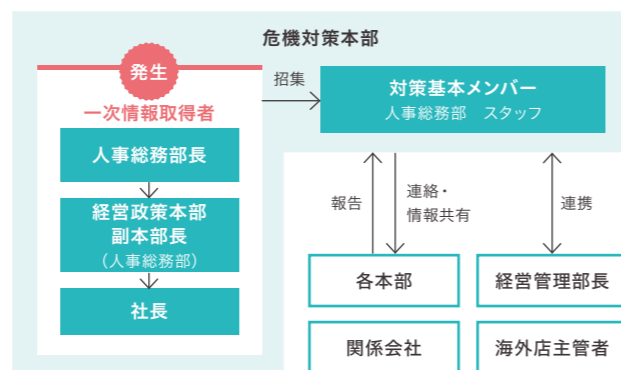 危機対策本部
発生
一次情報取得者
人事総務部長
経営政策本部
副本部長
（人事総務部）
社長
招集
対策基本メンバー
人事総務部　スタッフ
報告
連絡・
情報共有
連携
各本部
経営管理部長
関係会社
海外店主管者